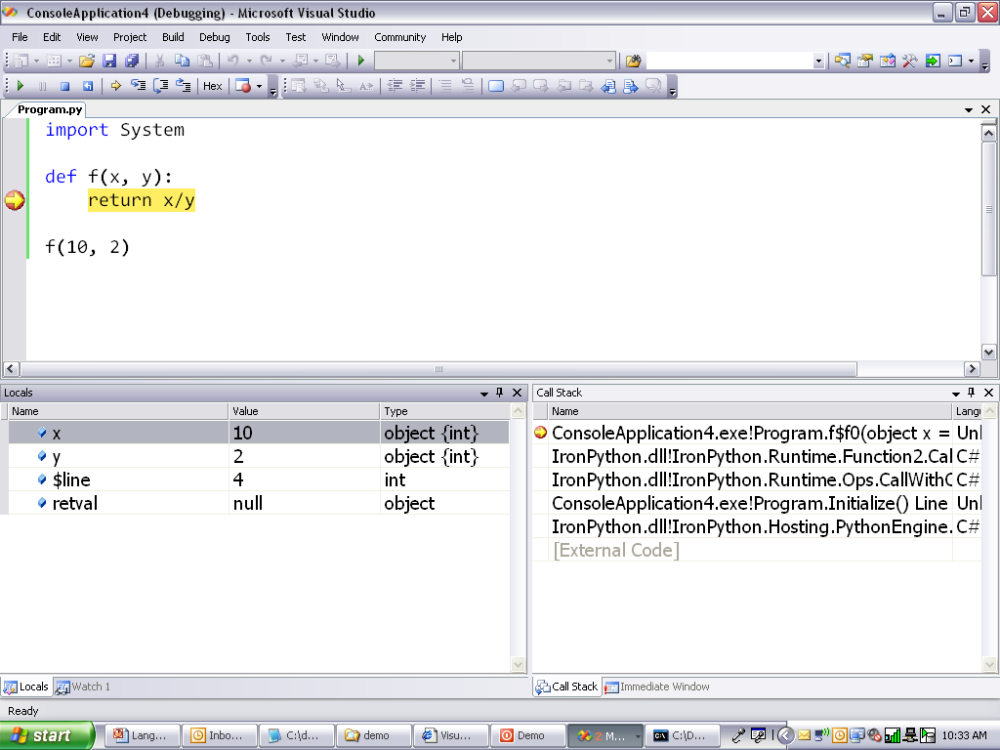 ConsoleApplication4 (Debugging) - Microsoft Visual Studio
File Edit View Project Build Debug Tools Test Window Community Help
Hex
Program.py
import System
def f(x, y):
return x/y
f(10, 2)
Locals
Name Value Type
x 10 object {int}
y 2 object {int}
$line 4 int
retval null object
Locals Watch 1
Call Stack
Name Langu
ConsoleApplication4.exe!Program.f$f0(object x = Unl
IronPython.dll!IronPython.Runtime.Function2.Cal C#
IronPython.dll!IronPython.Runtime.Ops.CallWithC C#
ConsoleApplication4.exe!Program.Initialize() Line Unl
IronPython.dll!IronPython.Hosting.PythonEngine. C#
[External Code]
Call Stack Immediate Window
Ready
start Lang... Inbo... C:\d... demo Visu... Demo 2 M... C:\D... 10:33 AM